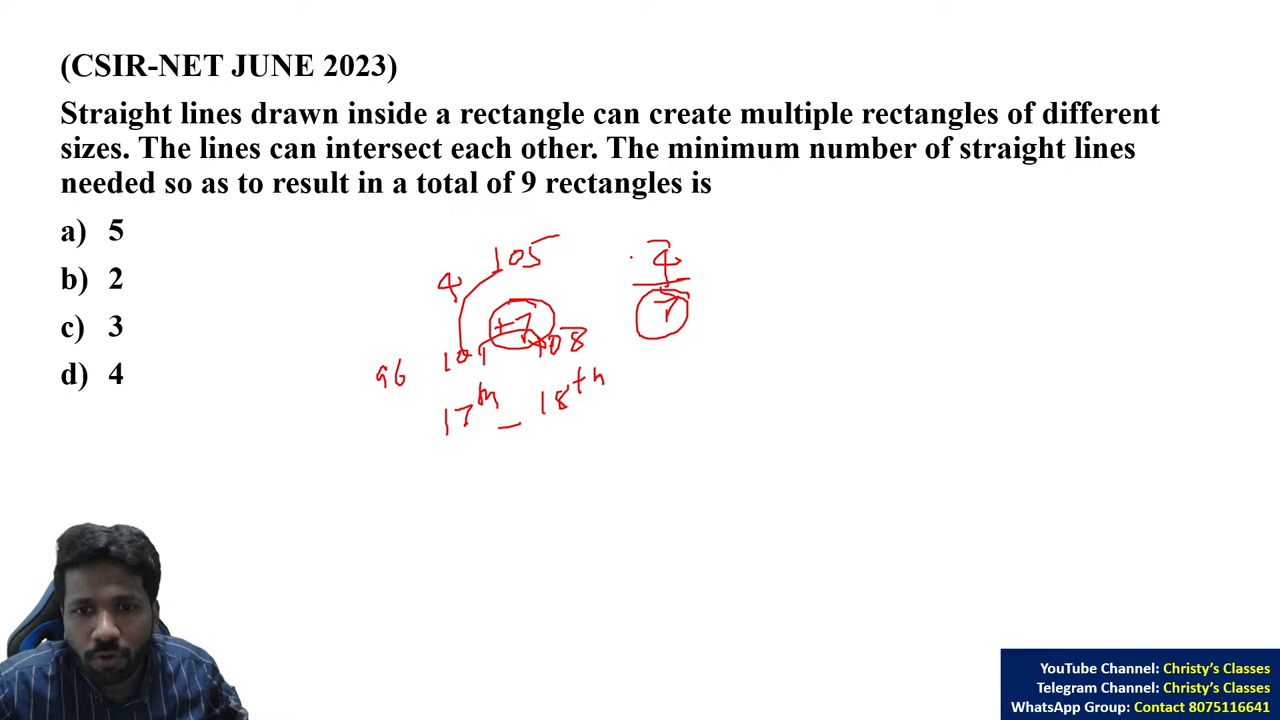 (CSIR-NET JUNE 2023)
Straight lines drawn inside a rectangle can create multiple rectangles of different
sizes. The lines can intersect each other. The minimum number of straight lines
needed so as to result in a total of 9 rectangles is
a) 5
b) 2
c) 3
d) 4
105
4
4
7
+7
96
108
17th - 18th
YouTube Channel: Christy's Classes
Telegram Channel: Christy's Classes
WhatsApp Group: Contact 8075116641